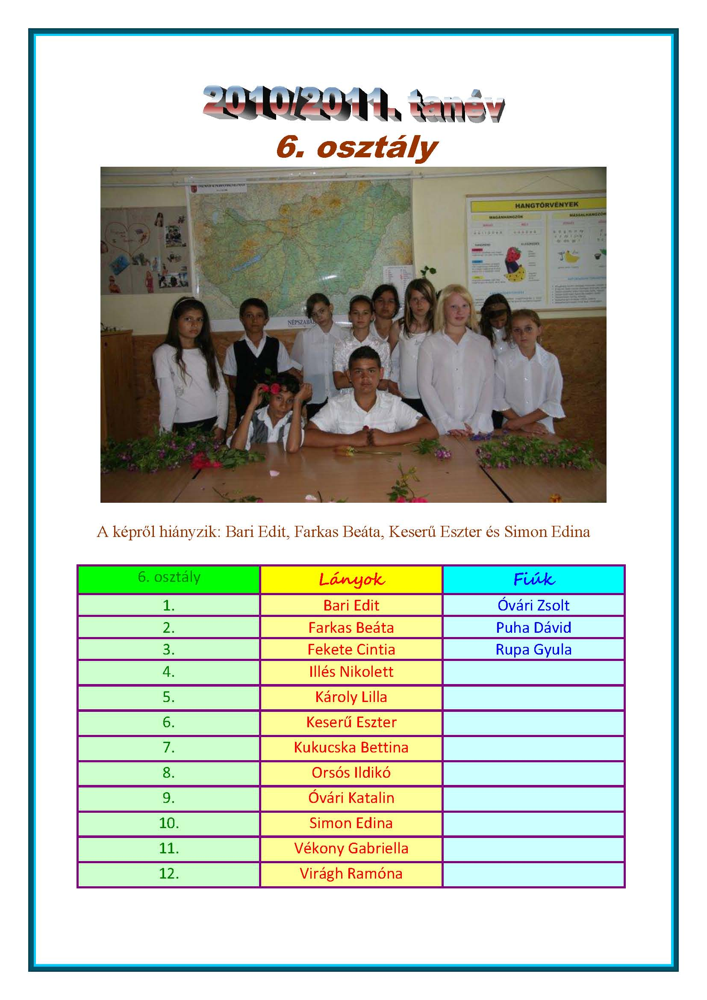 2010/2011. tanév
6. osztály
HANGTÖRVÉNYEK
MAGÁNHANGZÓK
A képről hiányzik: Bari Edit, Farkas Beáta, Keserű Eszter és Simon Edina
6. osztály Lányok Fiúk
1. Bari Edit Óvári Zsolt
2. Farkas Beáta Puha Dávid
3. Fekete Cintia Rupa Gyula
4. Illés Nikolett
5. Károly Lilla
6. Keserű Eszter
7. Kukucska Bettina
8. Orsós Ildikó
9. Óvári Katalin
10. Simon Edina
11. Vékony Gabriella
12. Virágh Ramóna